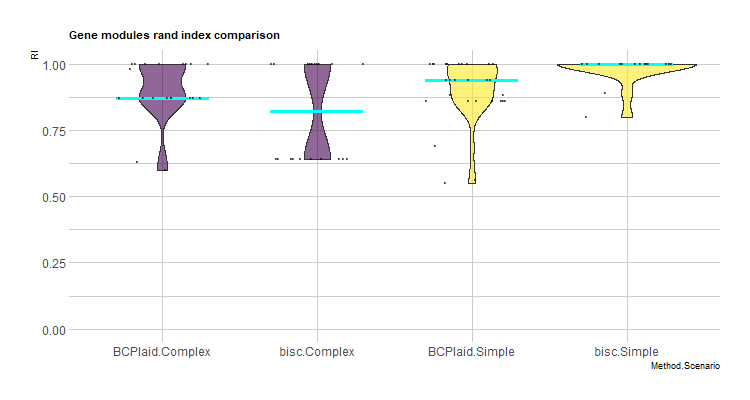 Gene modules rand index comparison
RI
1.00
0.75
0.50
0.25
0.00
BCPlaid.Complex bisc.Complex BCPlaid.Simple bisc.Simple
Method.Scenario